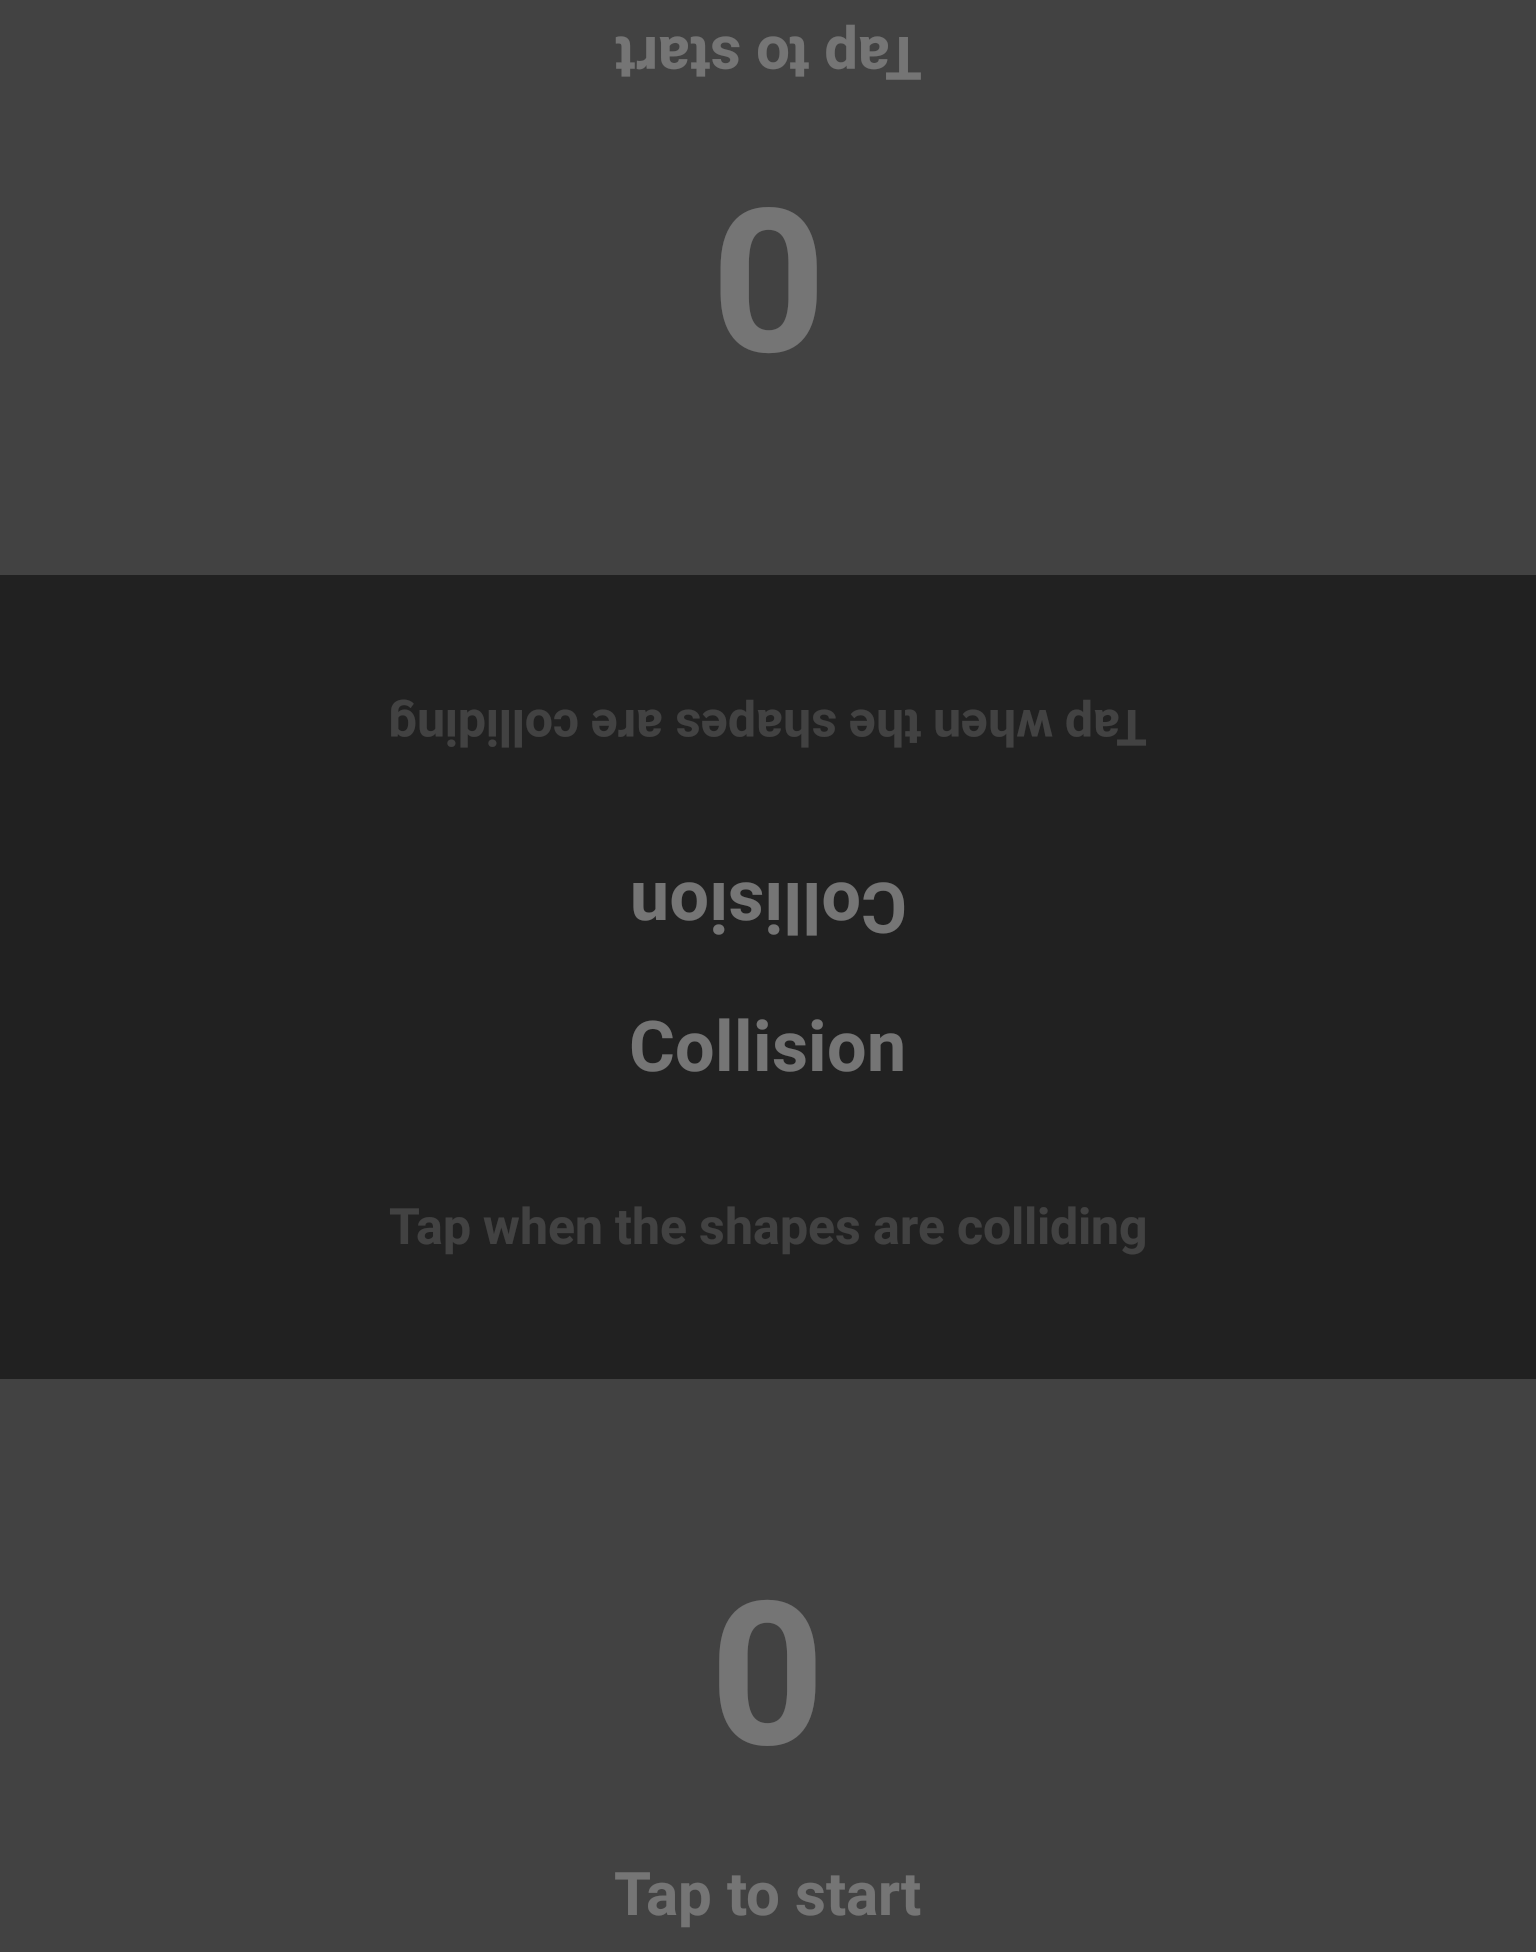 Tap to start
0
Tap when the shapes are colliding
Collision
Collision
Tap when the shapes are colliding
0
Tap to start